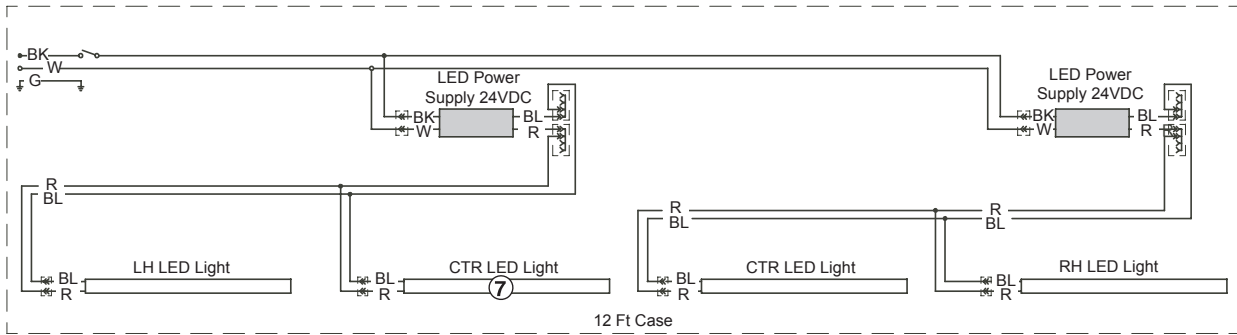 BK
W
G
LED Power
Supply 24VDC
BK
W
BL
R
LED Power
Supply 24VDC
BK
W
BL
R
R
BL
R
BL
R
BL
LH LED Light
BL
R
CTR LED Light
BL
R
7
CTR LED Light
BL
R
RH LED Light
BL
R
12 Ft Case